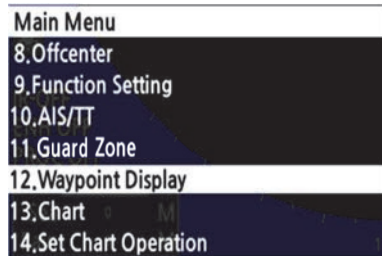 Main Menu
8.Offcenter
9.Function Setting
10.AIS/TT
11.Guard Zone
12.Waypoint Display
13.Chart
14.Set Chart Operation